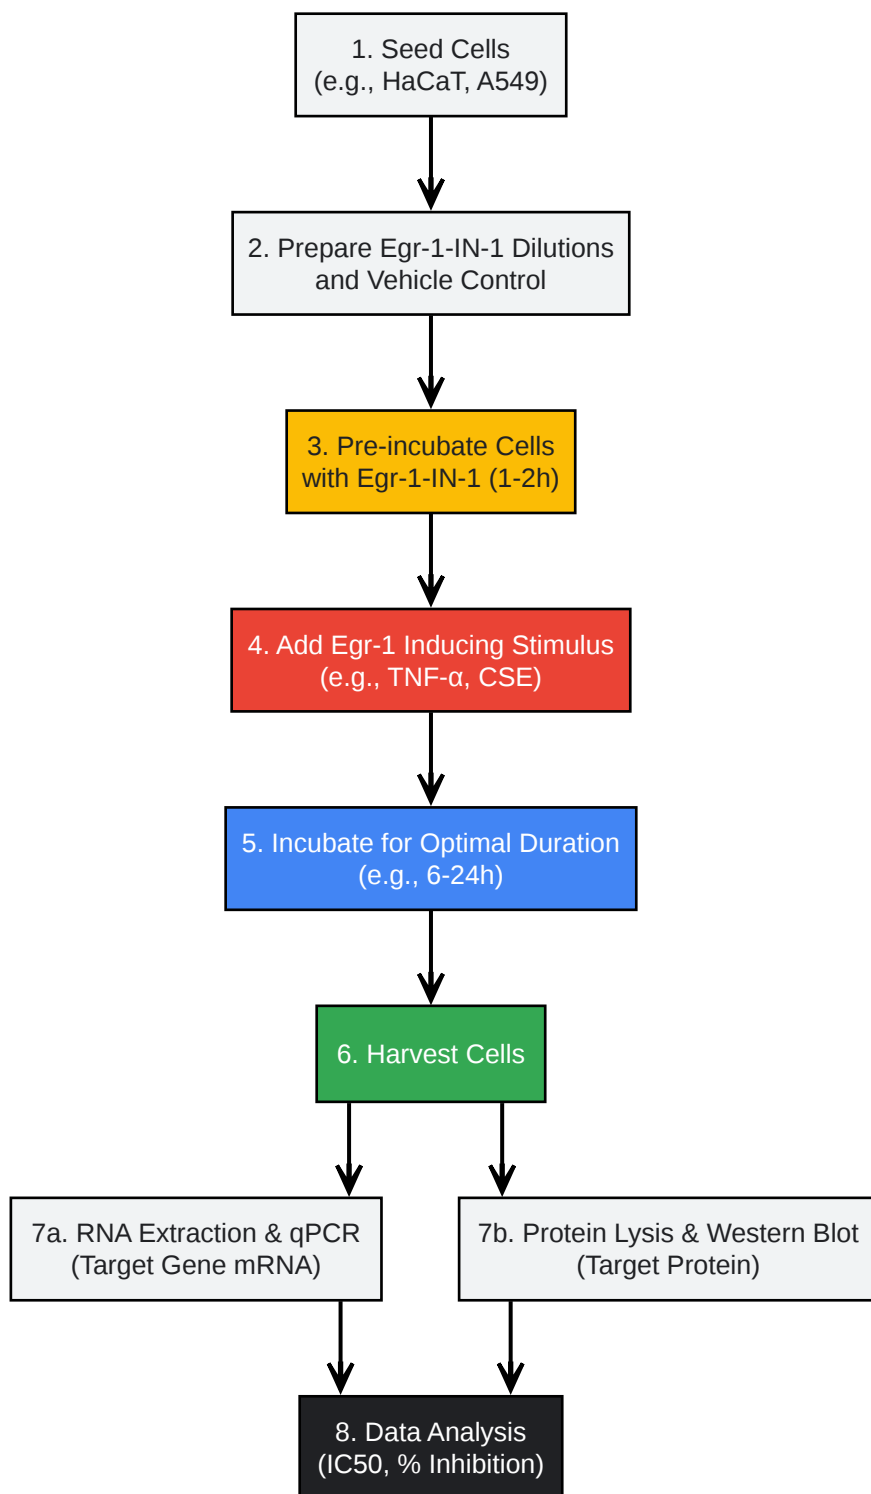 1. Seed Cells
(e.g., HaCaT, A549)
2. Prepare Egr-1-IN-1 Dilutions
and Vehicle Control
3. Pre-incubate Cells
with Egr-1-IN-1 (1-2h)
4. Add Egr-1 Inducing Stimulus
(e.g., TNF-α, CSE)
5. Incubate for Optimal Duration
(e.g., 6-24h)
6. Harvest Cells
7a. RNA Extraction & qPCR
(Target Gene mRNA)
7b. Protein Lysis & Western Blot
(Target Protein)
8. Data Analysis
(IC50, % Inhibition)